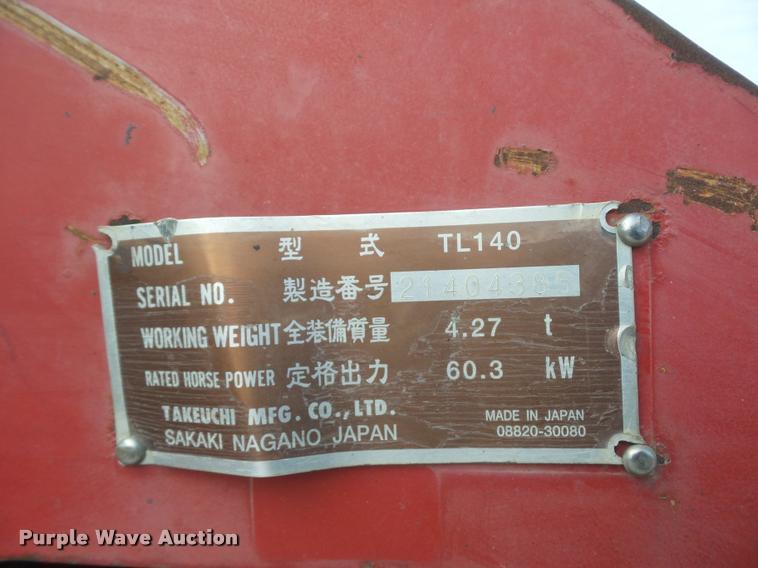 MODEL 型式 TL140
SERIAL NO. 製造番号 21404385
WORKING WEIGHT 全装備質量 4.27 t
RATED HORSE POWER 定格出力 60.3 kW
TAKEUCHI MFG. CO., LTD.
SAKAKI NAGANO JAPAN
MADE IN JAPAN
08820-30080
Purple Wave Auction